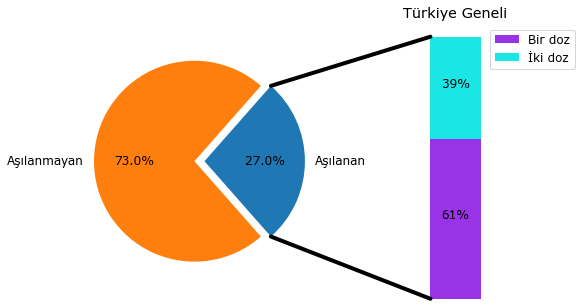 Türkiye Geneli
Bir doz
İki doz
39%
Aşılanmayan
73.0%
27.0%
Aşılanan
61%